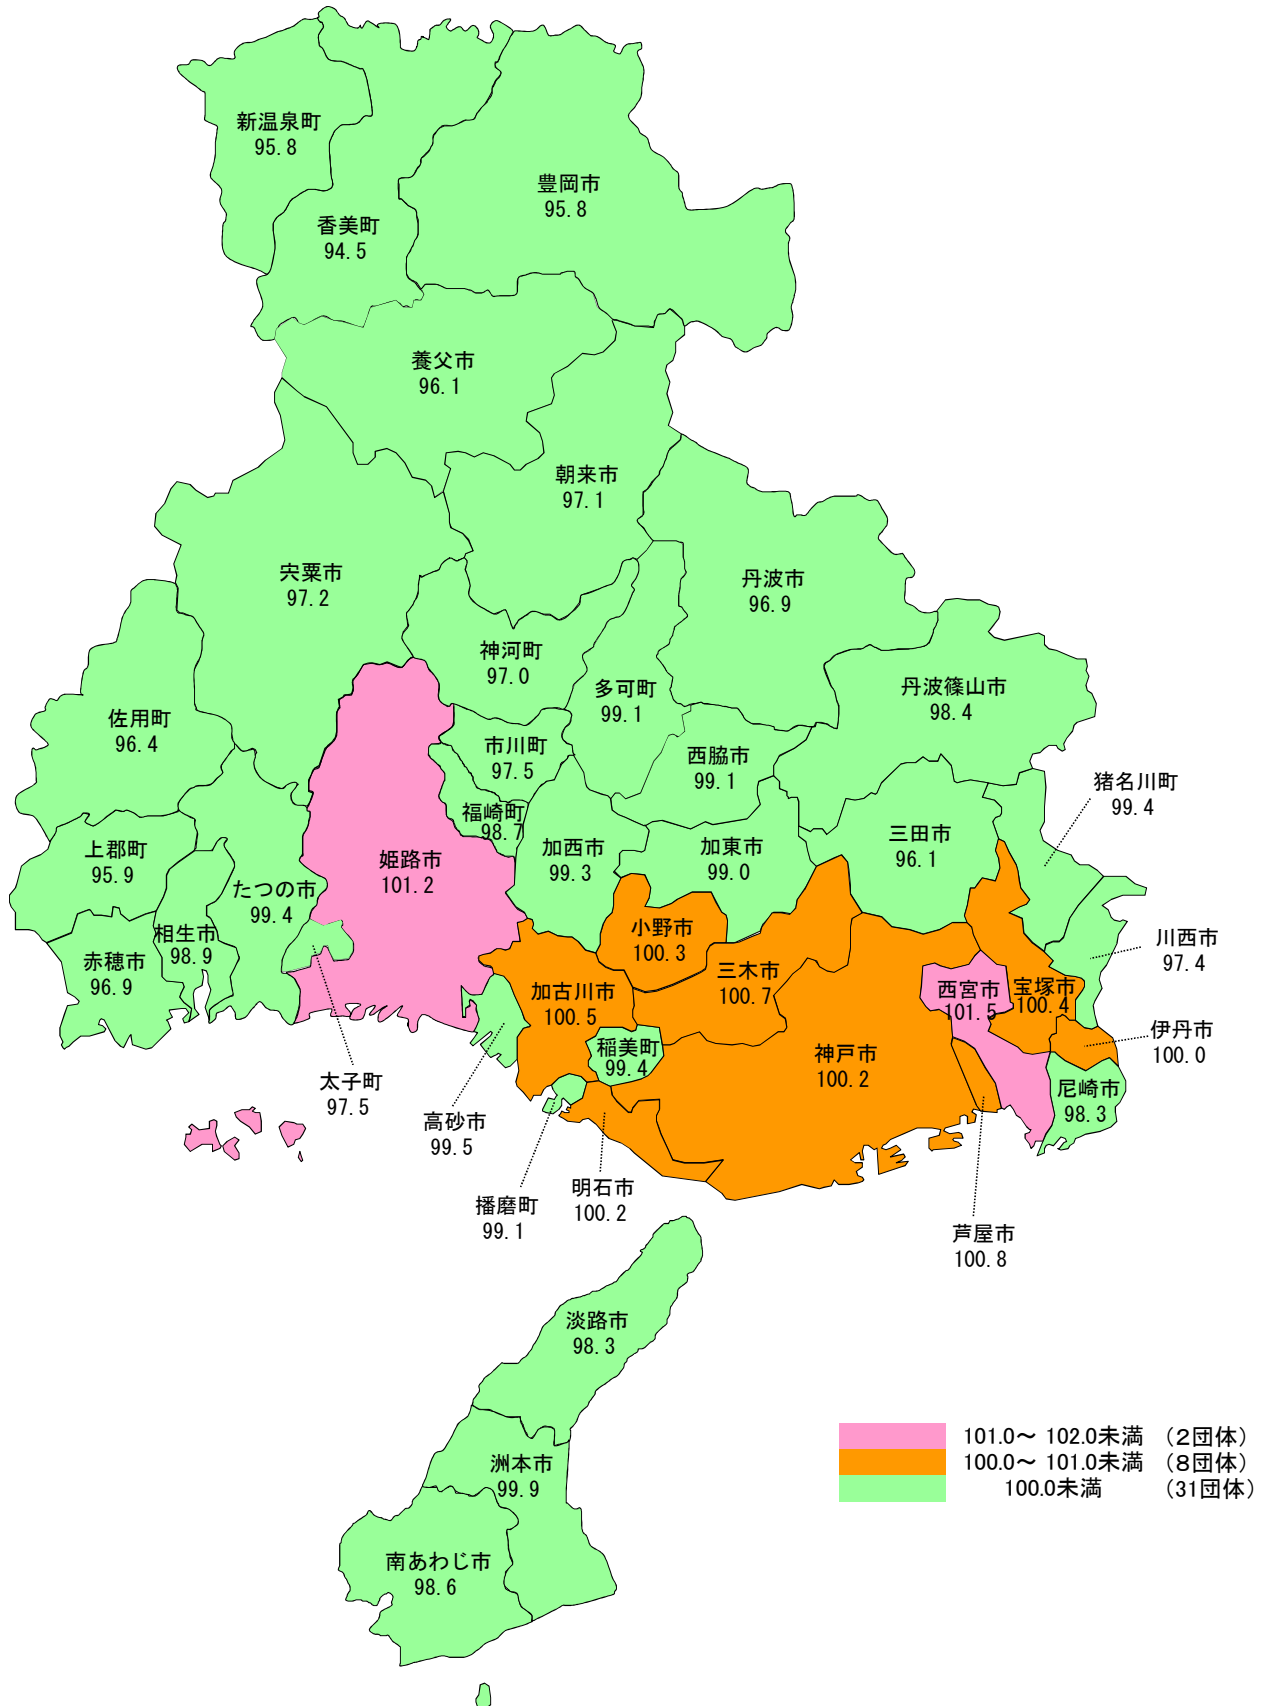 新温泉町
95.8
豊岡市
95.8
香美町
94.5
養父市
96.1
朝来市
97.1
宍粟市
97.2
丹波市
96.9
神河町
97.0
多可町
99.1
丹波篠山市
98.4
佐用町
96.4
市川町
97.5
西脇市
99.1
猪名川町
99.4
福崎町
98.7
三田市
96.1
上郡町
95.9
姫路市
101.2
加西市
99.3
加東市
99.0
たつの市
99.4
相生市
98.9
小野市
100.3
川西市
97.4
赤穂市
96.9
三木市
100.7
加古川市
100.5
西宮市
101.5
宝塚市
100.4
伊丹市
100.0
稲美町
99.4
神戸市
100.2
太子町
97.5
尼崎市
98.3
高砂市
99.5
播磨町
99.1
明石市
100.2
芦屋市
100.8
淡路市
98.3
洲本市
99.9
南あわじ市
98.6
101.0～ 102.0未満 （2団体）
100.0～ 101.0未満 （8団体）
100.0未満 （31団体）